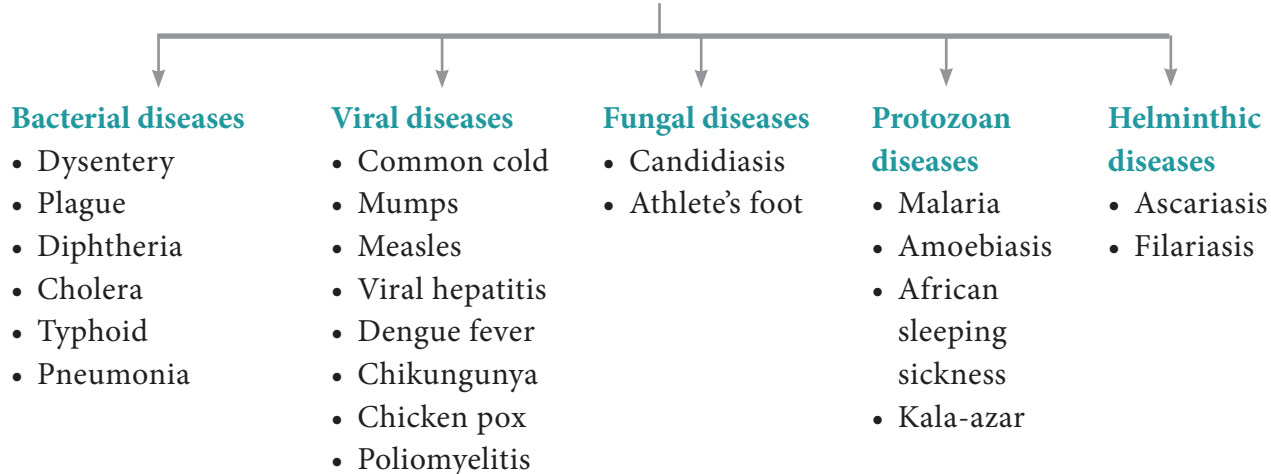 Bacterial diseases
• Dysentery
• Plague
• Diphtheria
• Cholera
• Typhoid
• Pneumonia
Viral diseases
• Common cold
• Mumps
• Measles
• Viral hepatitis
• Dengue fever
• Chikungunya
• Chicken pox
• Poliomyelitis
Fungal diseases
• Candidiasis
• Athlete’s foot
Protozoan
diseases
• Malaria
• Amoebiasis
• African
sleeping
sickness
• Kala-azar
Helminthic
diseases
• Ascariasis
• Filariasis